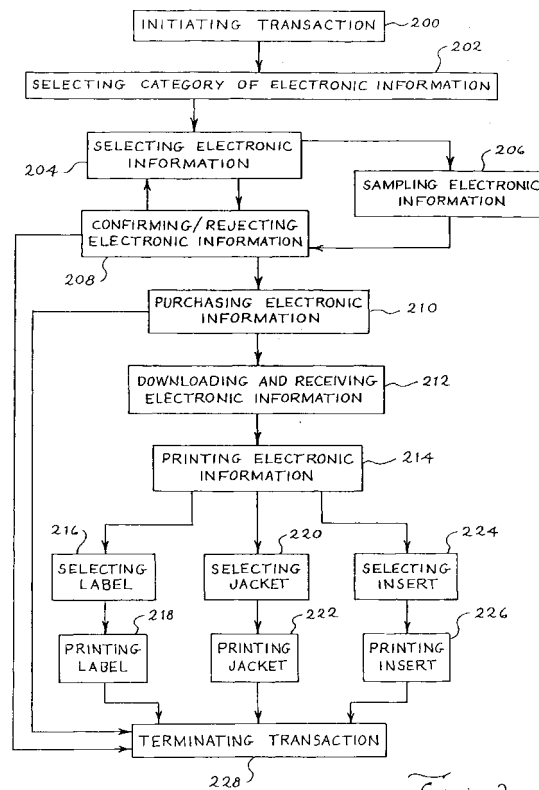 INITIATING TRANSACTION
200
202
SELECTING CATEGORY OF ELECTRONIC INFORMATION
SELECTING ELECTRONIC
INFORMATION
204
206
SAMPLING ELECTRONIC
INFORMATION
CONFIRMING/REJECTING
ELECTRONIC INFORMATION
208
PURCHASING ELECTRONIC
INFORMATION
210
DOWNLOADING AND RECEIVING
ELECTRONIC INFORMATION
212
PRINTING ELECTRONIC
INFORMATION
214
216
220
224
SELECTING
LABEL
SELECTING
JACKET
SELECTING
INSERT
218
222
226
PRINTING
LABEL
PRINTING
JACKET
PRINTING
INSERT
TERMINATING TRANSACTION
228